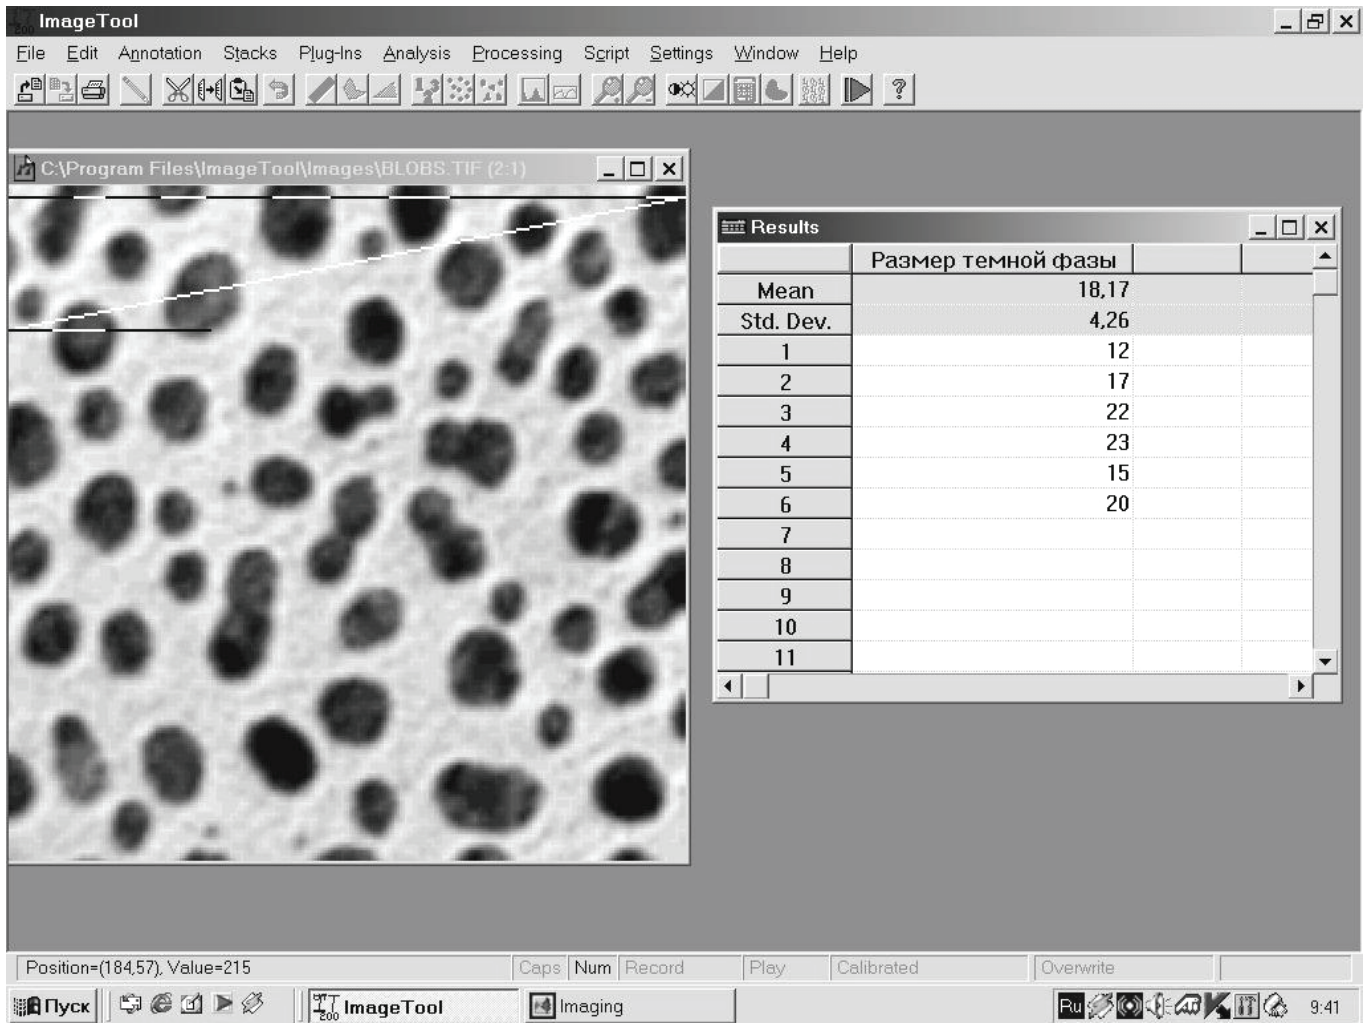 ImageTool
File Edit Annotation Stacks Plug-Ins Analysis Processing Script Settings Window Help
C:\Program Files\ImageTool\Images\BLOBS.TIF (2:1)
Results
Размер темной фазы
Mean 18,17
Std. Dev. 4,26
1 12
2 17
3 22
4 23
5 15
6 20
7
8
9
10
11
Position=(184,57), Value=215 Caps Num Record Play Calibrated Overwrite
Пуск ImageTool Imaging Ru 9:41